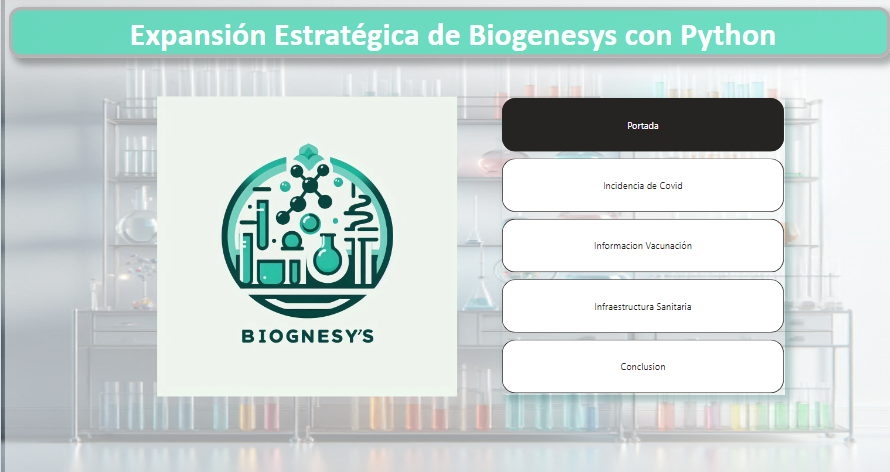 Expansión Estratégica de Biogenesys con Python
BIOGNESY'S
Portada
Incidencia de Covid
Informacion Vacunación
Infraestructura Sanitaria
Conclusion